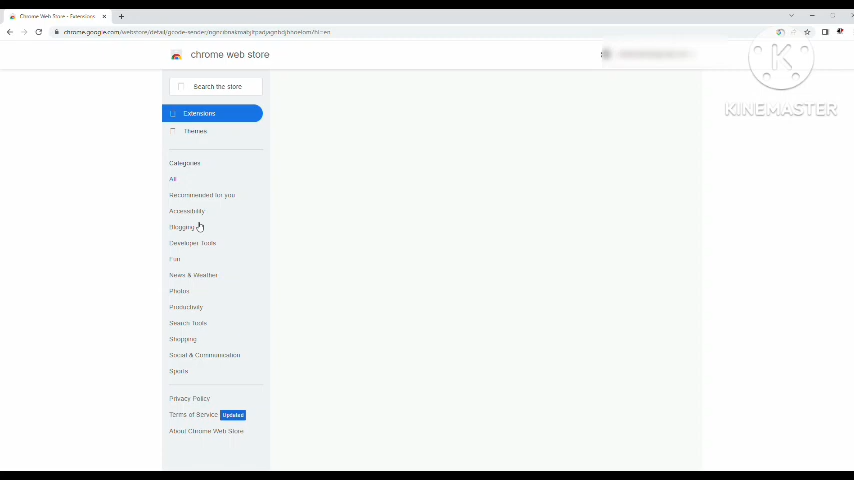 Chrome Web Store - Extensions
chrome web store
Search the store
Extensions
Themes
Categories
All
Recommended for you
Accessibility
Blogging
Developer Tools
Fun
News & Weather
Photos
Productivity
Search Tools
Shopping
Social & Communication
Sports
Privacy Policy
Terms of Service Updated
About Chrome Web Store
K
KINEMASTER